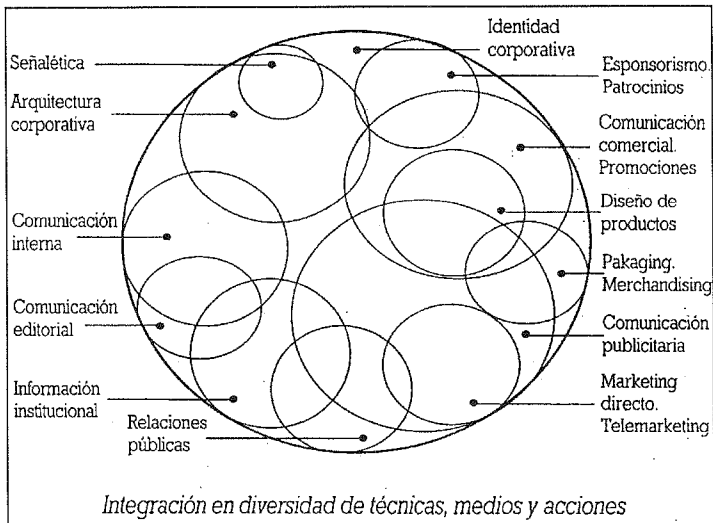 Identidad
corporativa
Señalética
Esponsorismo.
Patrocinios
Arquitectura
corporativa
Comunicación
comercial.
Promociones
Diseño de
productos
Comunicación
interna
Pakaging.
Merchandising
Comunicación
editorial
Comunicación
publicitaria
Información
institucional
Marketing
directo.
Telemarketing
Relaciones
públicas
Integración en diversidad de técnicas, medios y acciones